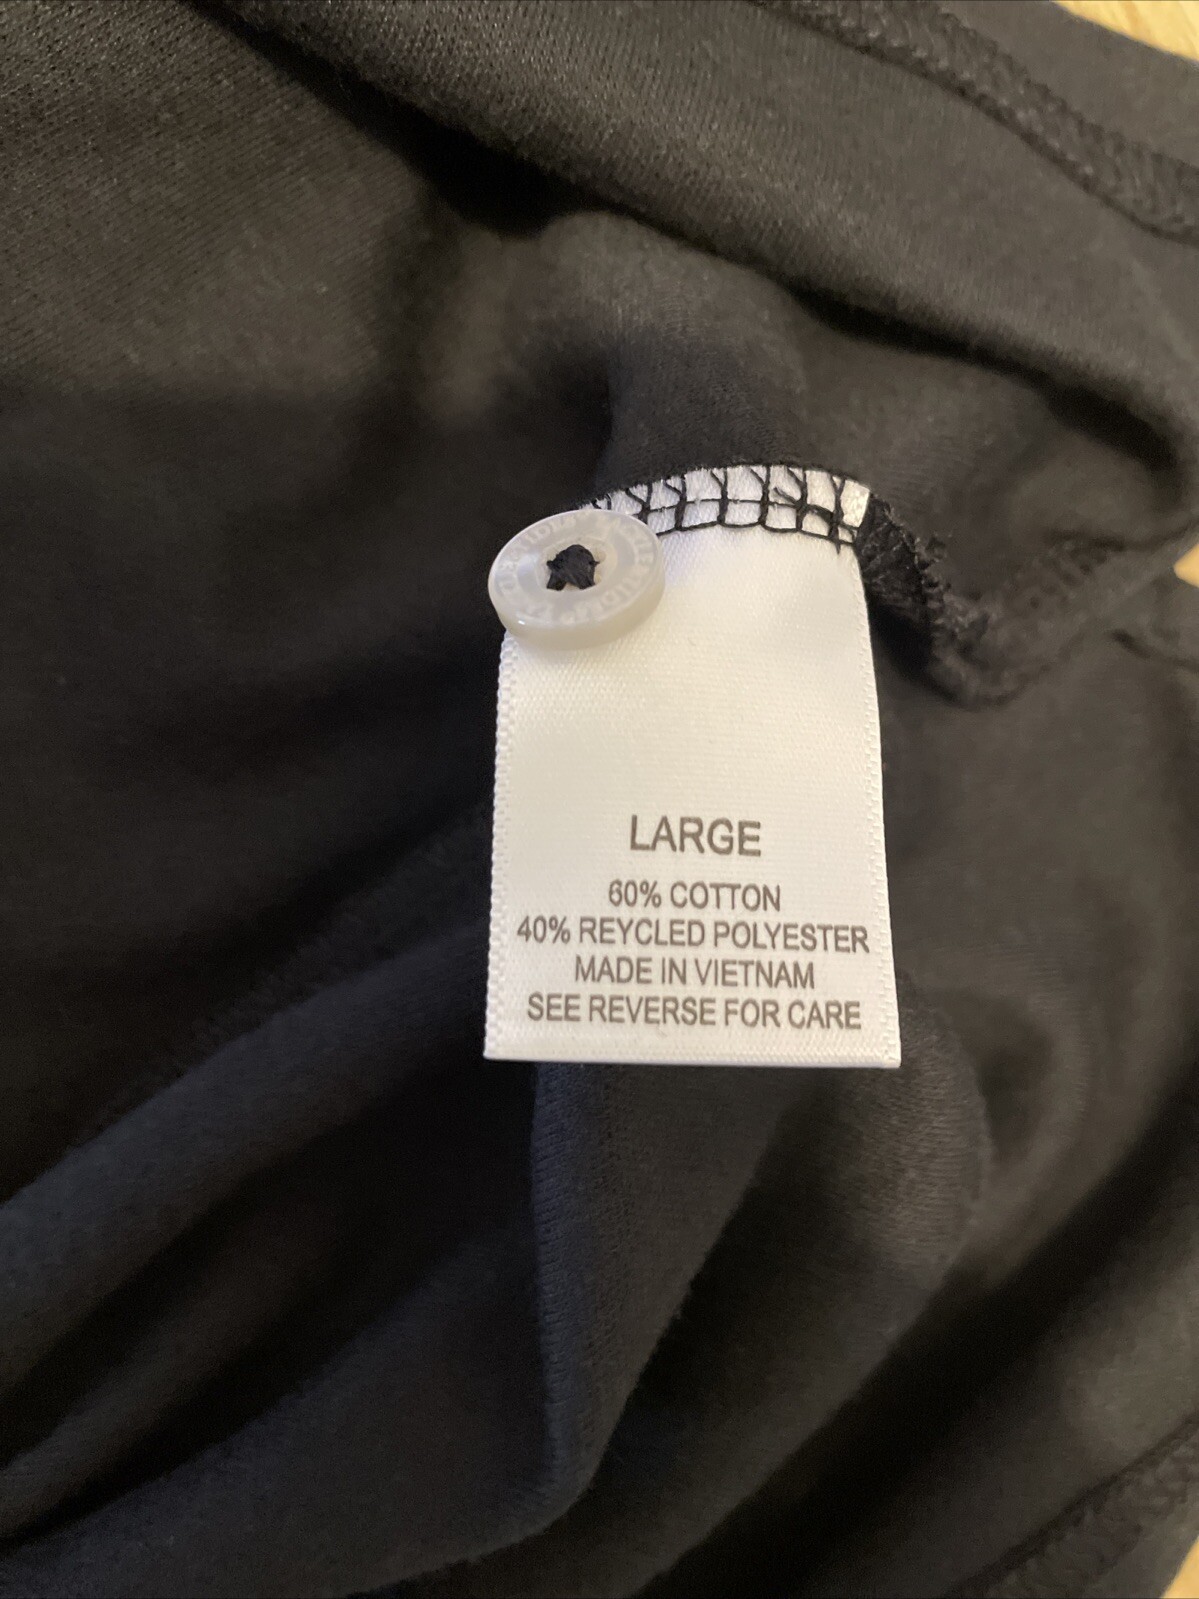 LARGE
60% COTTON
40% REYCLED POLYESTER
MADE IN VIETNAM
SEE REVERSE FOR CARE